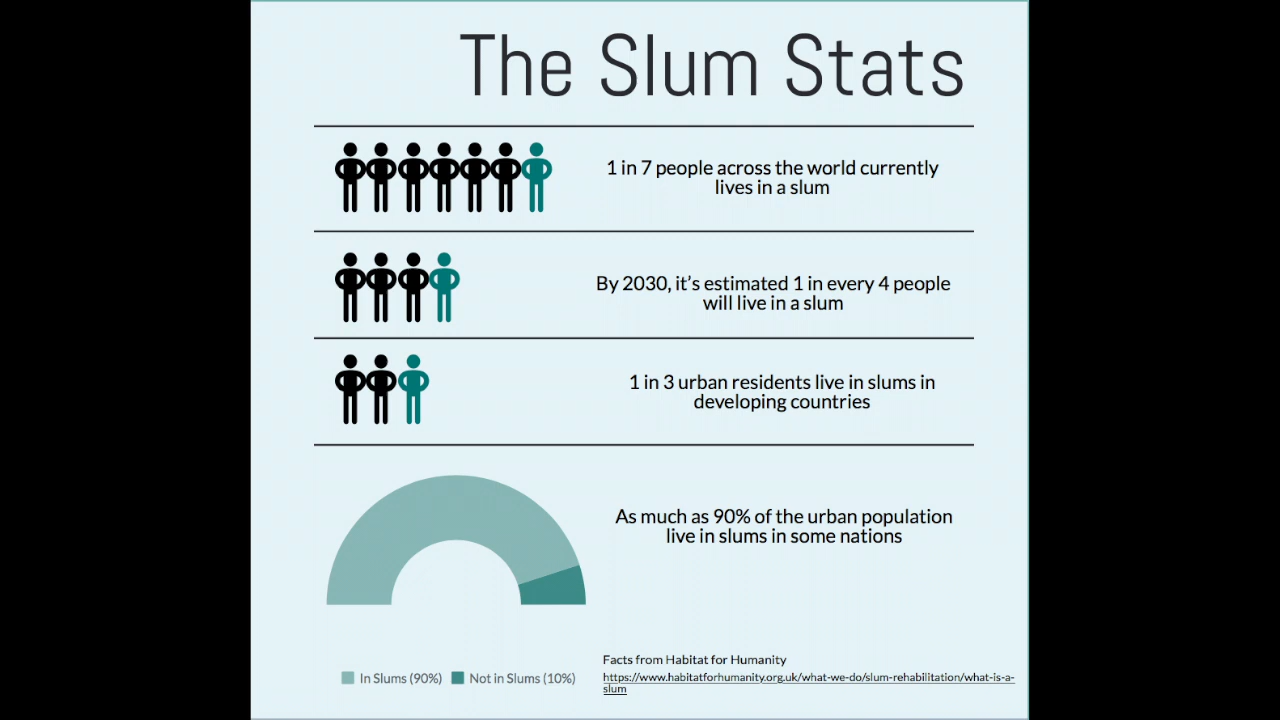 The Slum Stats
1 in 7 people across the world currently
lives in a slum
By 2030, it's estimated 1 in every 4 people
will live in a slum
1 in 3 urban residents live in slums in
developing countries
As much as 90% of the urban population
live in slums in some nations
In Slums (90%)
Not in Slums (10%)
Facts from Habitat for Humanity
https://www.habitatforhumanity.org.uk/what-we-do/slum-rehabilitation/what-is-a-
slum